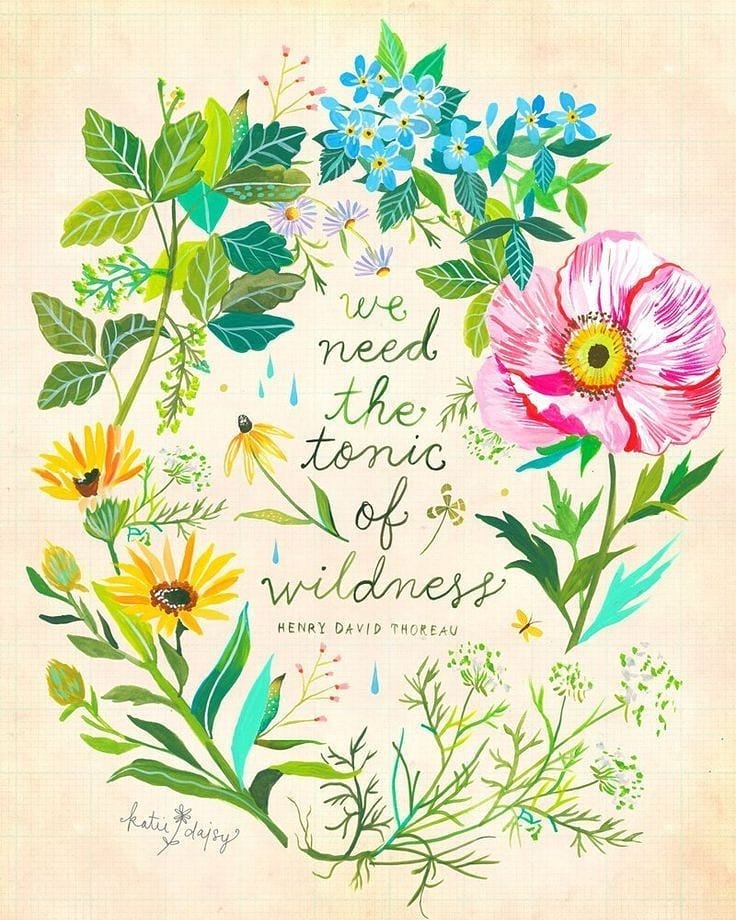 we
need
the
tonic
of
wildness
HENRY DAVID THOREAU
katie daisy